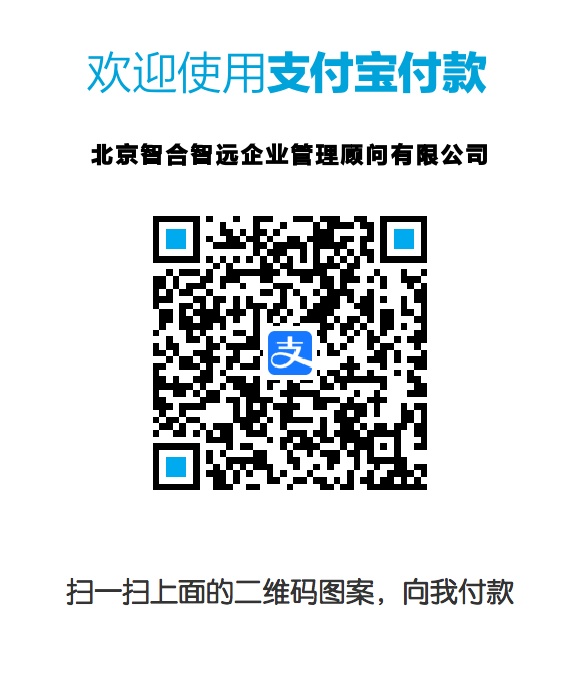 欢迎使用支付宝付款
北京智合智远企业管理顾问有限公司
支
扫一扫上面的二维码图案，向我付款